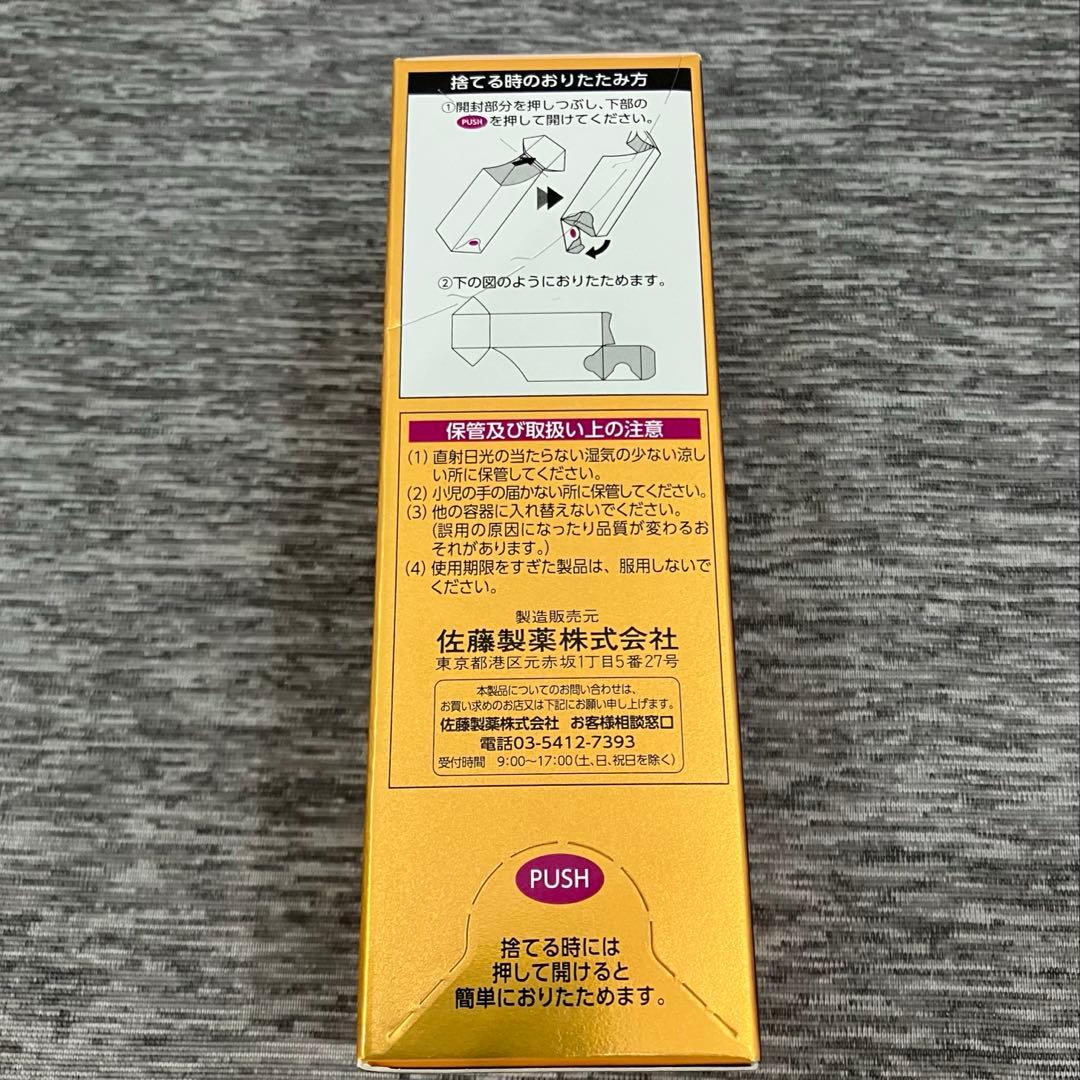 捨てる時のおりたたみ方
①開封部分を押しつぶし、下部の
PUSHを押して開けてください。
②下の図のようにおりたためます。
保管及び取扱い上の注意
(1) 直射日光の当たらない湿気の少ない涼し
い所に保管してください。
(2) 小児の手の届かない所に保管してください。
(3) 他の容器に入れ替えないでください。
(誤用の原因になったり品質が変わるお
それがあります。)
(4) 使用期限をすぎた製品は、服用しないで
ください。
製造販売元
佐藤製薬株式会社
東京都港区元赤坂1丁目5番27号
本製品についてのお問い合わせは、
お買い求めのお店又は下記にお願い申し上げます。
佐藤製薬株式会社 お客様相談窓口
電話03-5412-7393
受付時間 9:00〜17:00(土、日、祝日を除く)
PUSH
捨てる時には
押して開けると
簡単におりたためます。